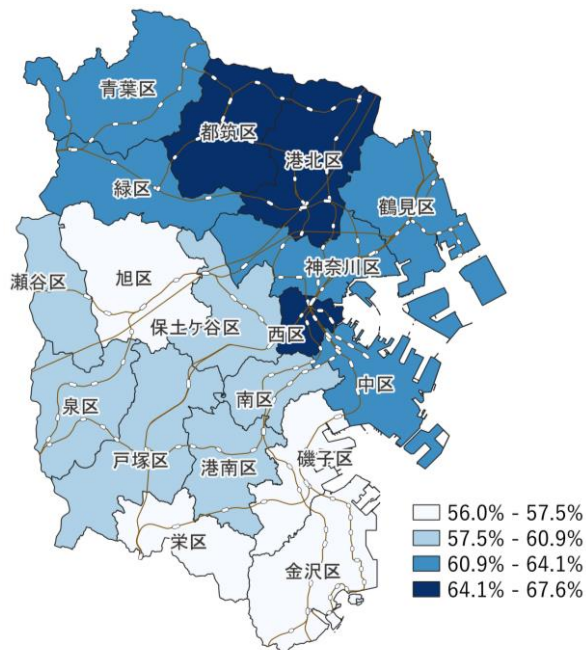 青葉区
都筑区
港北区
緑区
鶴見区
神奈川区
瀬谷区
旭区
保土ケ谷区
西区
中区
泉区
南区
戸塚区
港南区
磯子区
栄区
金沢区
56.0% - 57.5%
57.5% - 60.9%
60.9% - 64.1%
64.1% - 67.6%